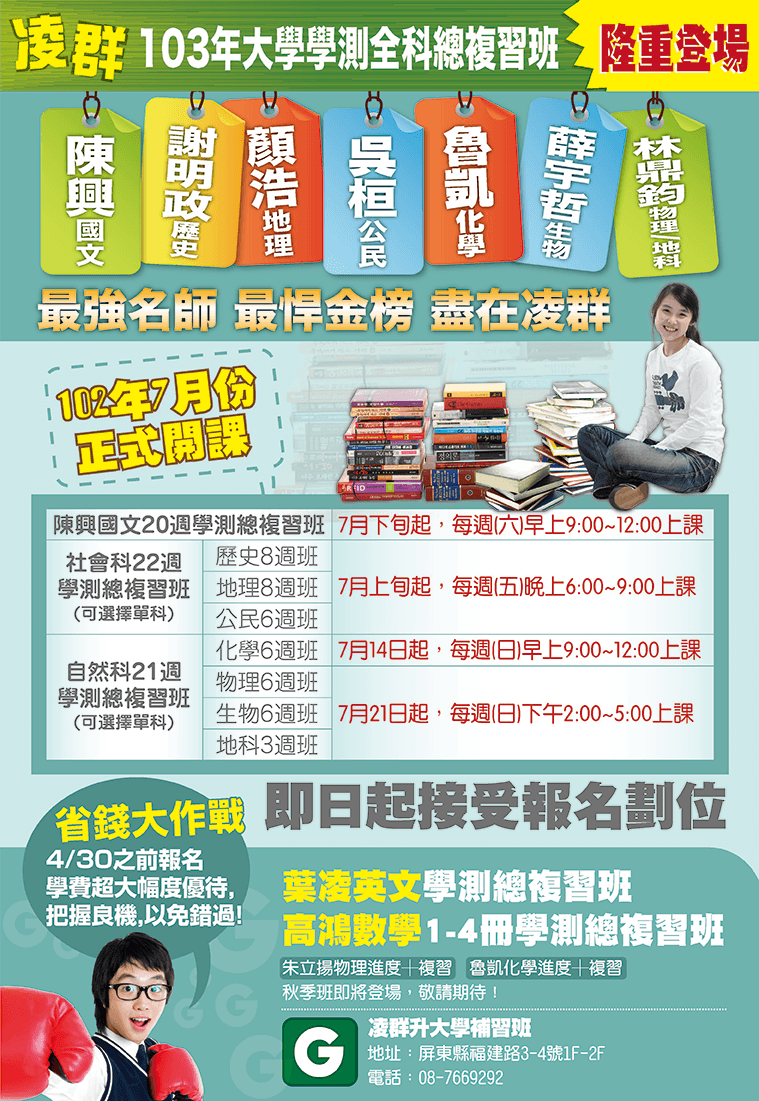 凌群 103年大學學測全科總複習班 隆重登場
陳興 國文
謝明政 歷史
顏浩 地理
吳桓 公民
魯凱 化學
薛宇哲 生物
林鼎鈞 物理/地科
最強名師 最悍金榜 盡在凌群
102年7月份
正式開課
陳興國文20週學測總複習班 7月下旬起,每週(六)早上9:00~12:00上課
社會科22週
學測總複習班
(可選擇單科)
歷史8週班
地理8週班
公民6週班
7月上旬起,每週(五)晚上6:00~9:00上課
自然科21週
學測總複習班
(可選擇單科)
化學6週班 7月14日起,每週(日)早上9:00~12:00上課
物理6週班
生物6週班
地科3週班
7月21日起,每週(日)下午2:00~5:00上課
即日起接受報名劃位
省錢大作戰
4/30之前報名
學費超大幅度優待,
把握良機,以免錯過!
葉凌英文學測總複習班
高鴻數學1-4冊學測總複習班
朱立揚物理進度+複習 魯凱化學進度+複習
秋季班即將登場,敬請期待!
G
凌群升大學補習班
地址:屏東縣福建路3-4號1F-2F
電話:08-7669292